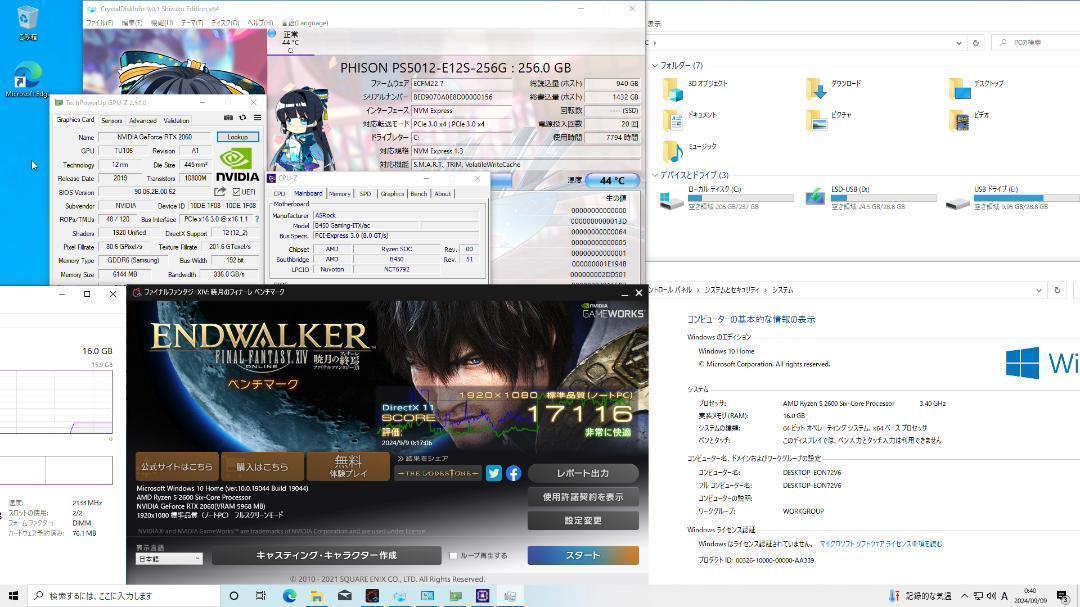 ごみ箱
Microsoft Edge
CrystalDiskInfo 9.0.1 Shizuku Edition x64
ファイル(F) 編集(E) 機能(U) テーマ(T) ディスク(D) ヘルプ(H) 言語(Language)
正常
44 °C
C:
PHISON PS5012-E12S-256G : 256.0 GB
ファームウェア ECFM22.7
総読込量 (ホスト) 940 GB
シリアルナンバー BED9070A0E8D00000156
総書込量 (ホスト) 1432 GB
インターフェース NVM Express
回転数 ---- (SSD)
対応転送モード PCIe 3.0 x4 | PCIe 3.0 x4
電源投入回数 20 回
ドライブレター C:
使用時間 7794 時間
対応規格 NVM Express 1.3
対応機能 S.M.A.R.T., TRIM, VolatileWriteCache
温度 44 °C
生の値
000000000000
00000000013D
000000000064
000000000005
000000000000
0000001E194B
00000002DD501
TechPowerUp GPU-Z 2.54.0
Graphics Card Sensors Advanced Validation
Name NVIDIA GeForce RTX 2060 Lookup
GPU TU106 Revision A1
Technology 12 nm Die Size 445 mm²
Release Date 2019 Transistors 10800M
NVIDIA
BIOS Version 90.06.2E.00.62 UEFI
Subvendor NVIDIA Device ID 10DE 1F08 - 10DE 1F08
ROPs/TMUs 48 / 120 Bus Interface PCIe x16 3.0 @ x16 1.1 ?
Shaders 1920 Unified DirectX Support 12 (12_2)
Pixel Fillrate 80.6 GPixel/s Texture Fillrate 201.6 GTexel/s
Memory Type GDDR6 (Samsung) Bus Width 192 bit
Memory Size 6144 MB Bandwidth 336.0 GB/s
CPU-Z
CPU Mainboard Memory SPD Graphics Bench About
Motherboard
Manufacturer ASRock
Model B450 Gaming-ITX/ac
Bus Specs. PCI-Express 3.0 (8.0 GT/s)
Chipset AMD Ryzen SOC Rev. 00
Southbridge AMD B450 Rev. 51
LPCIO Nuvoton NCT6792
表示
PCの検索
フォルダー (7)
3D オブジェクト
ダウンロード
デスクトップ
ドキュメント
ピクチャ
ビデオ
ミュージック
デバイスとドライブ (3)
ローカル ディスク (C:)
空き領域 206 GB/237 GB
ESD-USB (D:)
空き領域 24.5 GB/28.8 GB
USB ドライブ (E:)
空き領域 9.95 GB/28.8 GB
コントロール パネル › システムとセキュリティ › システム
コンピューターの基本的な情報の表示
Windows のエディション
Windows 10 Home
© Microsoft Corporation. All rights reserved.
システム
プロセッサ: AMD Ryzen 5 2600 Six-Core Processor 3.40 GHz
実装メモリ (RAM): 16.0 GB
システムの種類: 64 ビット オペレーティング システム、x64 ベース プロセッサ
ペンとタッチ: このディスプレイでは、ペン入力とタッチ入力は利用できません
コンピューター名、ドメインおよびワークグループの設定
コンピューター名: DESKTOP-EON72V6
フル コンピューター名: DESKTOP-EON72V6
コンピューターの説明:
ワークグループ: WORKGROUP
Windows ライセンス認証
Windows はライセンス認証されていません。 マイクロソフト ソフトウェア ライセンス条項を読む
プロダクト ID: 00326-10000-00000-AA339
16.0 GB
15.9 GB
0
速度: 2133 MHz
スロットの使用: 2/2
フォーム ファクター: DIMM
ハードウェア予約済み: 76.1 MB
ファイナルファンタジーXIV: 暁月のフィナーレ ベンチマーク
NVIDIA
GAMEWORKS
ENDWALKER
FINAL FANTASY XIV 暁月の終焉
ONLINE
ベンチマーク
1920×1080 標準品質(ノートPC)
DirectX 11
SCORE 17116
評価: 非常に快適
2024/9/9 0:17:06
公式サイトはこちら
購入はこちら
無料
体験プレイ
結果をシェア
THE LODESTONE
レポート出力
使用許諾契約を表示
設定変更
Microsoft Windows 10 Home 64ビット (ver.10.0.19044 Build 19044)
AMD Ryzen 5 2600 Six-Core Processor
NVIDIA GeForce RTX 2060(VRAM 5968 MB)
1920x1080 標準品質(ノートPC) フルスクリーンモード
NVIDIA® and NVIDIA GameWorks™ are trademarks of NVIDIA Corporation and are used under license.
表示言語
日本語
キャスティング・キャラクター作成
ループ再生する
スタート
© 2010 - 2021 SQUARE ENIX CO., LTD. All Rights Reserved.
検索するには、ここに入力します
記録的な気温
A
0:40
2024/09/09
3